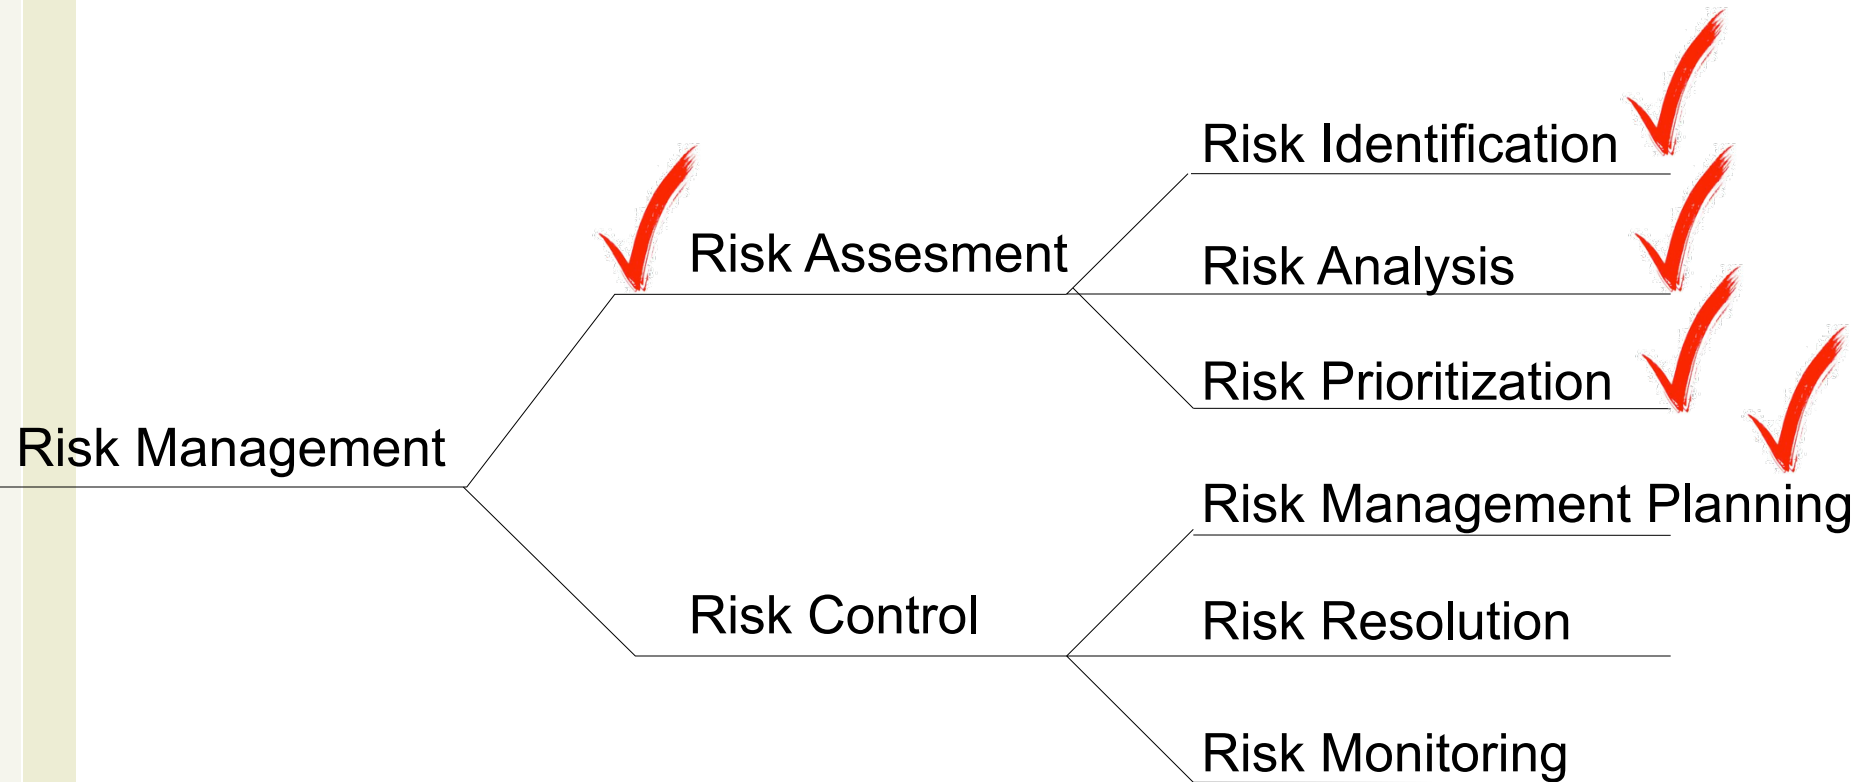 Risk Identification
Risk Assesment
Risk Analysis
Risk Prioritization
Risk Management
Risk Management Planning
Risk Control
Risk Resolution
Risk Monitoring